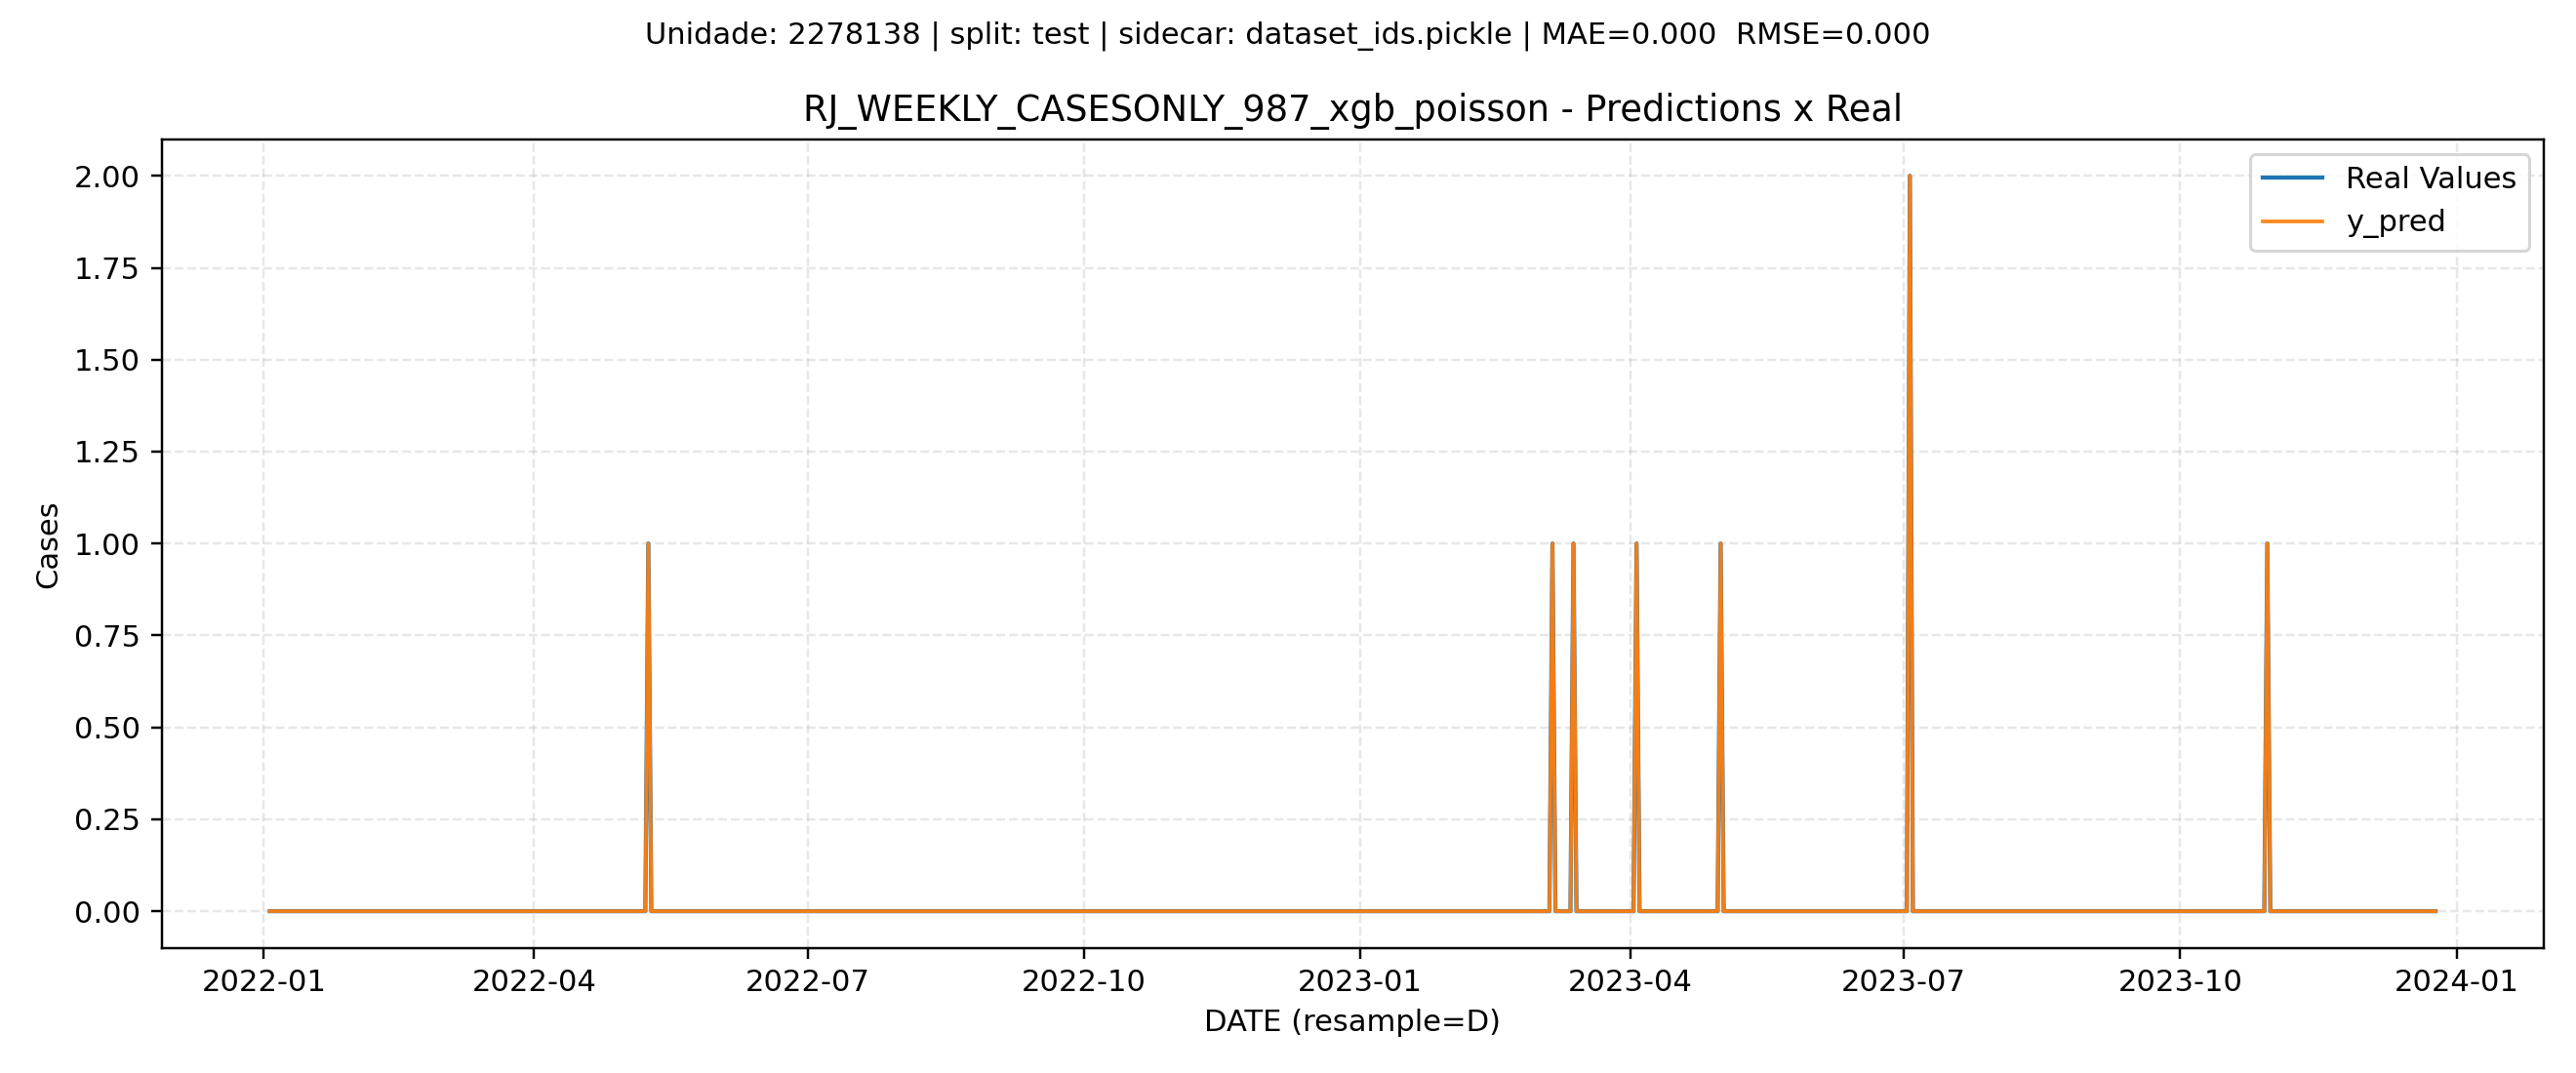 Unidade: 2278138 | split: test | sidecar: dataset_ids.pickle | MAE=0.000  RMSE=0.000
RJ_WEEKLY_CASESONLY_987_xgb_poisson - Predictions x Real
Real Values
y_pred
Cases
2.00
1.75
1.50
1.25
1.00
0.75
0.50
0.25
0.00
2022-01 2022-04 2022-07 2022-10 2023-01 2023-04 2023-07 2023-10 2024-01
DATE (resample=D)